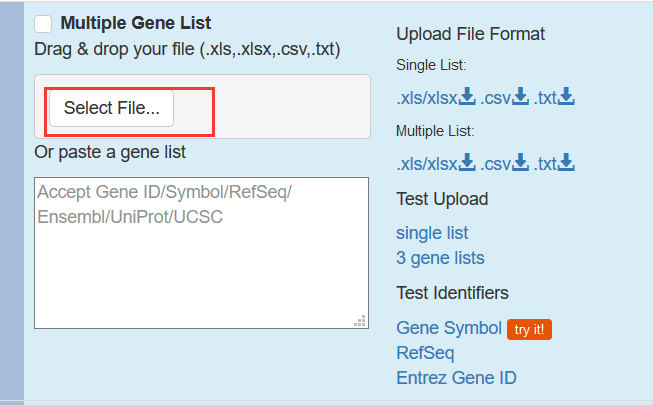 Multiple Gene List
Drag & drop your file (.xls,.xlsx,.csv,.txt)
Select File...
Or paste a gene list
Accept Gene ID/Symbol/RefSeq/
Ensembl/UniProt/UCSC
Upload File Format
Single List:
.xls/xlsx .csv .txt
Multiple List:
.xls/xlsx .csv .txt
Test Upload
single list
3 gene lists
Test Identifiers
Gene Symbol try it!
RefSeq
Entrez Gene ID